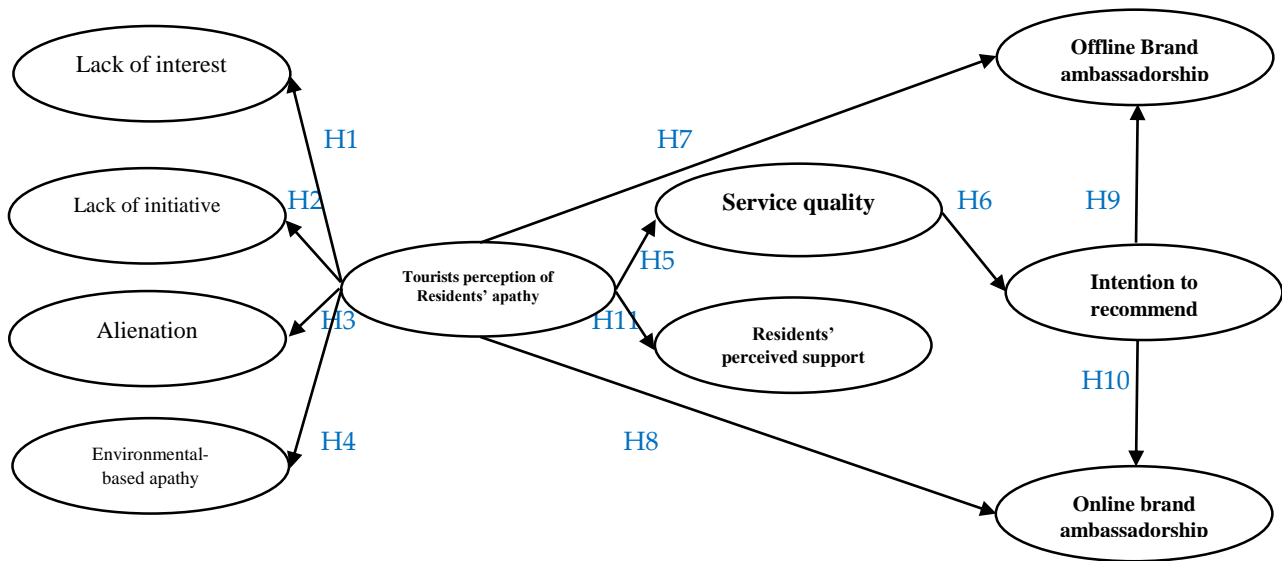 Lack of interest
H1
Lack of initiative
H2
Alienation
H3
Environmental-
based apathy
H4
Tourists perception of
Residents’ apathy
H7
H5
H11
H8
Service quality
Residents’
perceived support
H6
Offline Brand
ambassadorship
H9
Intention to
recommend
H10
Online brand
ambassadorship